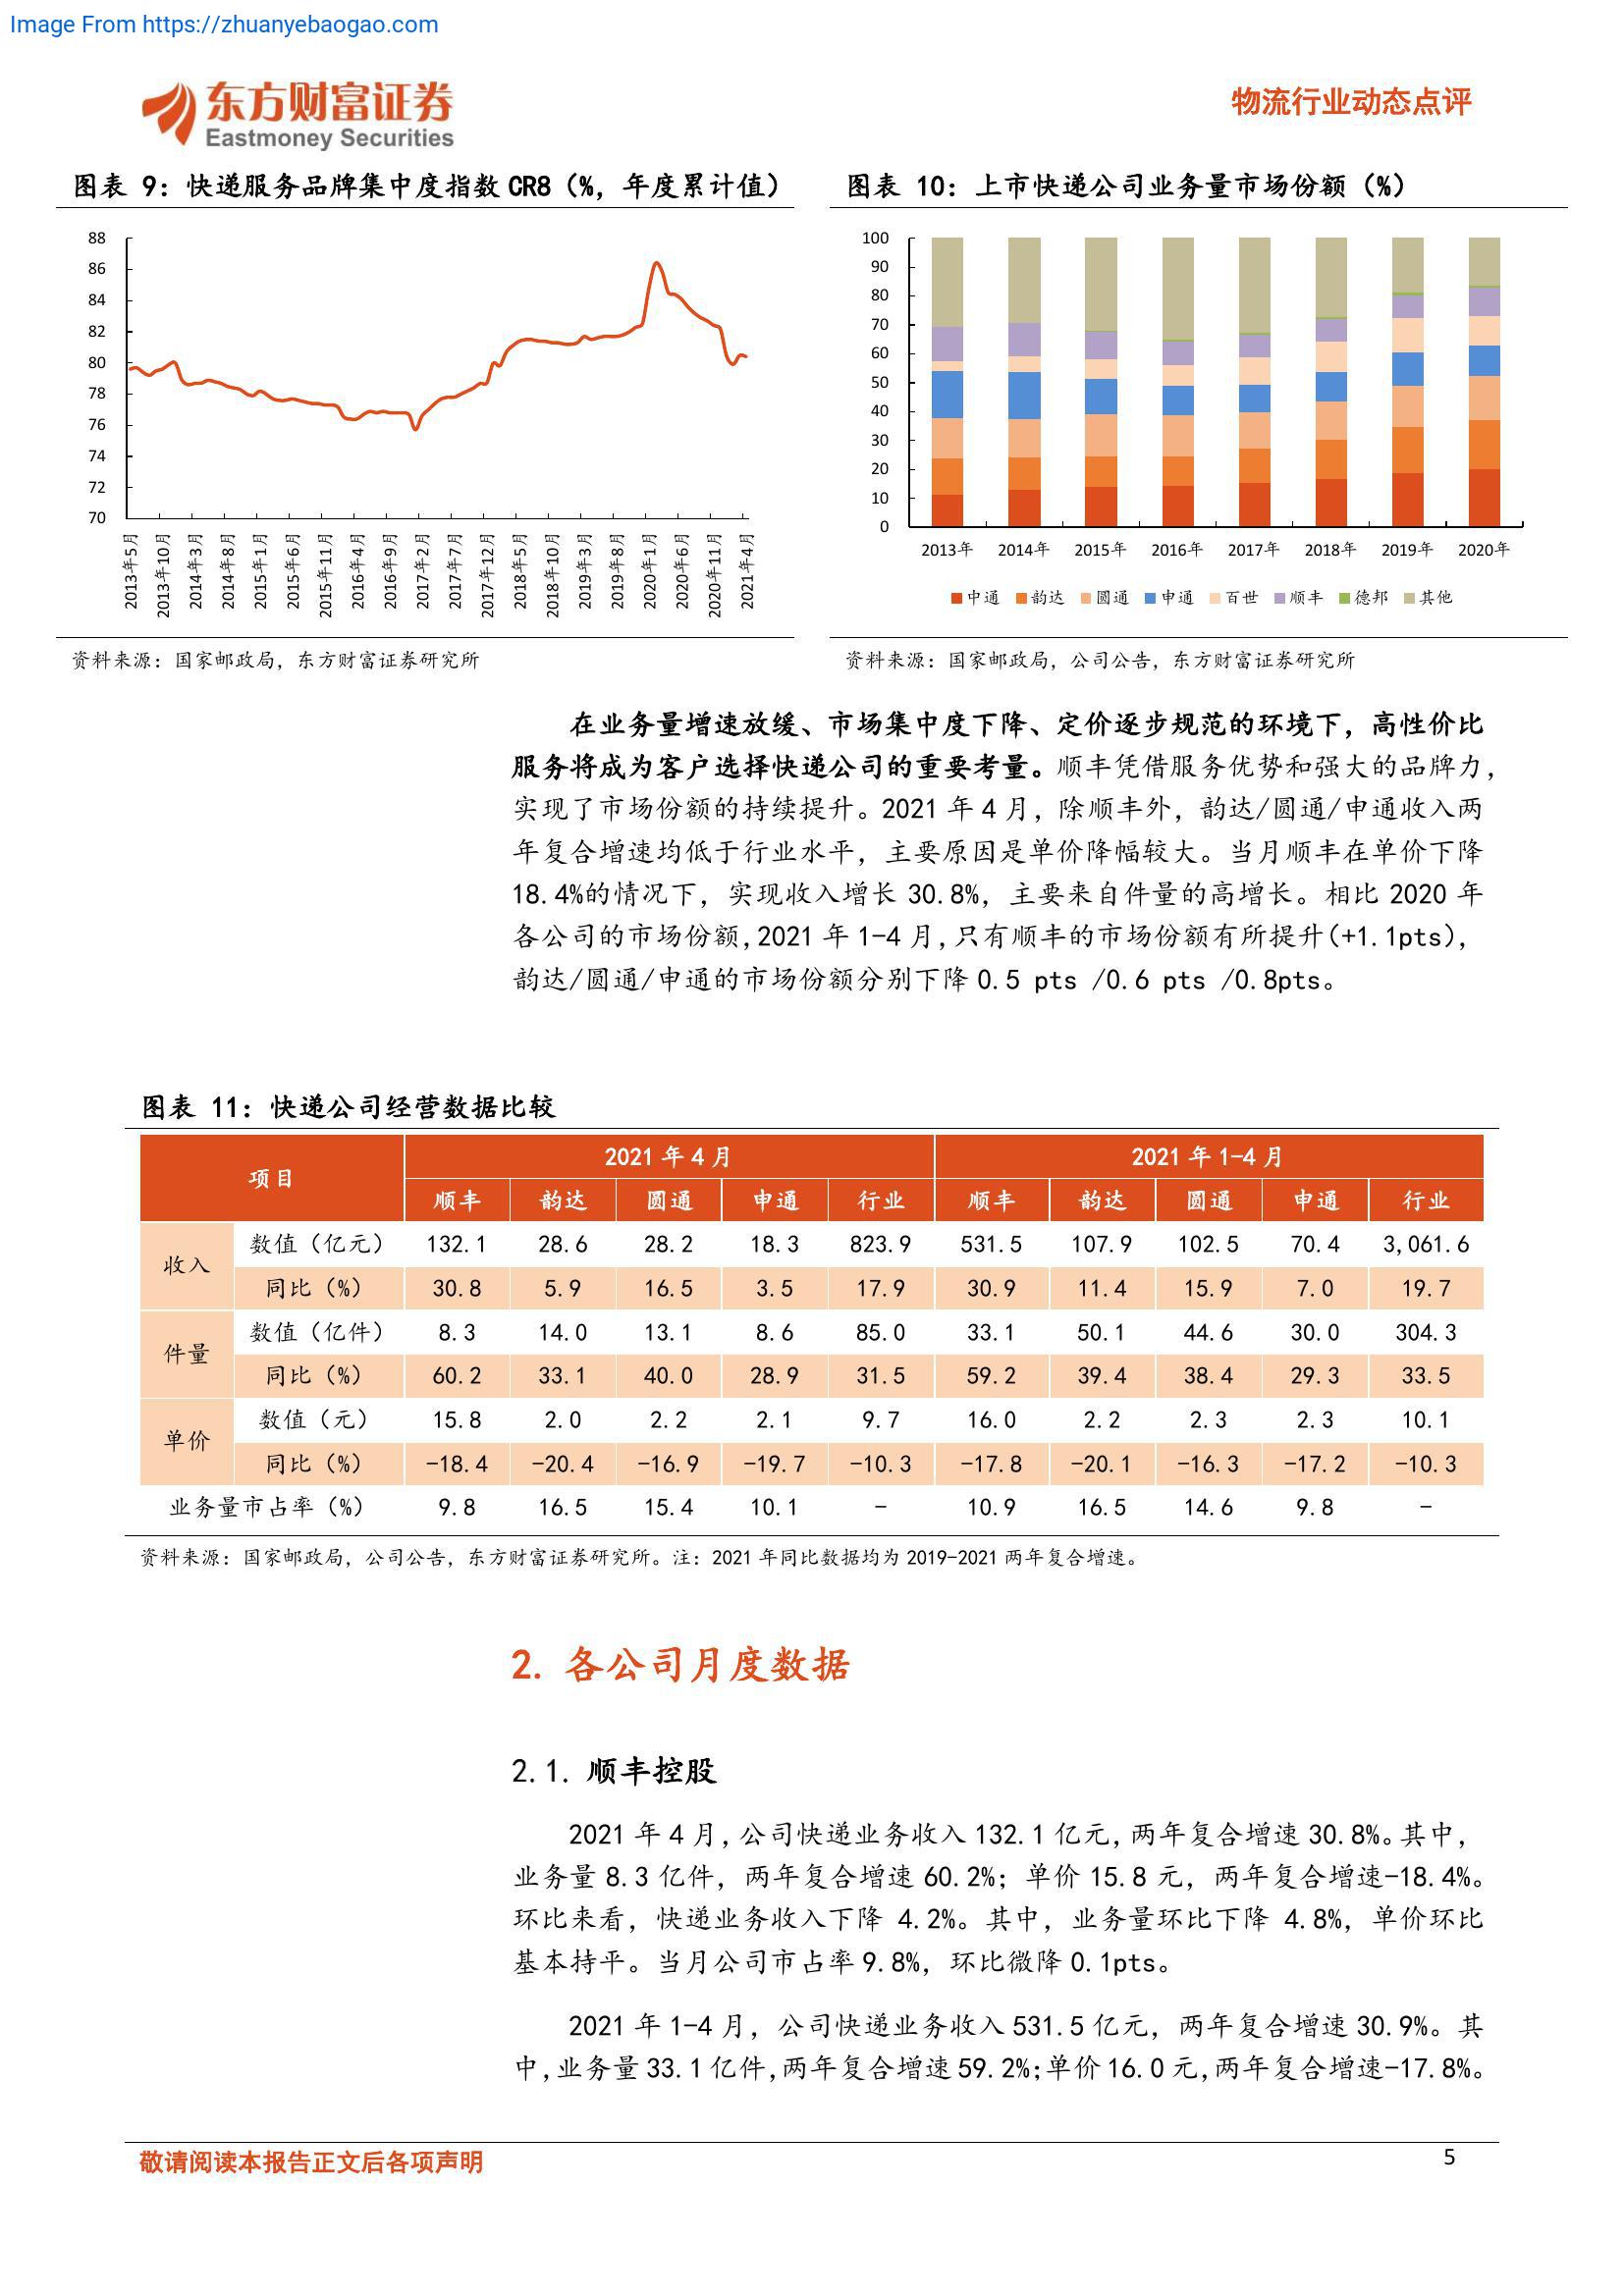 Image From https://zhuanyebaogao.com
东方财富证券
Eastmoney Securities
物流行业动态点评
图表 9：快递服务品牌集中度指数 CR8（%，年度累计值）
88
86
84
82
80
78
76
74
72
70
2013年5月
2013年10月
2014年3月
2014年8月
2015年1月
2015年6月
2015年11月
2016年4月
2016年9月
2017年2月
2017年7月
2017年12月
2018年5月
2018年10月
2019年3月
2019年8月
2020年1月
2020年6月
2020年11月
2021年4月
资料来源：国家邮政局，东方财富证券研究所
图表 10：上市快递公司业务量市场份额（%）
100
90
80
70
60
50
40
30
20
10
0
2013年 2014年 2015年 2016年 2017年 2018年 2019年 2020年
中通 韵达 圆通 申通 百世 顺丰 德邦 其他
资料来源：国家邮政局，公司公告，东方财富证券研究所
在业务量增速放缓、市场集中度下降、定价逐步规范的环境下，高性价比
服务将成为客户选择快递公司的重要考量。顺丰凭借服务优势和强大的品牌力，
实现了市场份额的持续提升。2021 年 4 月，除顺丰外，韵达/圆通/申通收入两
年复合增速均低于行业水平，主要原因是单价降幅较大。当月顺丰在单价下降
18.4%的情况下，实现收入增长 30.8%，主要来自件量的高增长。相比 2020 年
各公司的市场份额，2021 年 1-4 月，只有顺丰的市场份额有所提升（+1.1pts），
韵达/圆通/申通的市场份额分别下降 0.5 pts /0.6 pts /0.8pts。
图表 11：快递公司经营数据比较
项目 2021 年 4 月 2021 年 1-4 月
顺丰 韵达 圆通 申通 行业 顺丰 韵达 圆通 申通 行业
收入 数值（亿元） 132.1 28.6 28.2 18.3 823.9 531.5 107.9 102.5 70.4 3,061.6
同比（%） 30.8 5.9 16.5 3.5 17.9 30.9 11.4 15.9 7.0 19.7
件量 数值（亿件） 8.3 14.0 13.1 8.6 85.0 33.1 50.1 44.6 30.0 304.3
同比（%） 60.2 33.1 40.0 28.9 31.5 59.2 39.4 38.4 29.3 33.5
单价 数值（元） 15.8 2.0 2.2 2.1 9.7 16.0 2.2 2.3 2.3 10.1
同比（%） -18.4 -20.4 -16.9 -19.7 -10.3 -17.8 -20.1 -16.3 -17.2 -10.3
业务量市占率（%） 9.8 16.5 15.4 10.1 - 10.9 16.5 14.6 9.8 -
资料来源：国家邮政局，公司公告，东方财富证券研究所。注：2021 年同比数据均为 2019-2021 两年复合增速。
2. 各公司月度数据
2.1. 顺丰控股
2021 年 4 月，公司快递业务收入 132.1 亿元，两年复合增速 30.8%。其中，
业务量 8.3 亿件，两年复合增速 60.2%；单价 15.8 元，两年复合增速-18.4%。
环比来看，快递业务收入下降 4.2%。其中，业务量环比下降 4.8%，单价环比
基本持平。当月公司市占率 9.8%，环比微降 0.1pts。
2021 年 1-4 月，公司快递业务收入 531.5 亿元，两年复合增速 30.9%。其
中，业务量 33.1 亿件，两年复合增速 59.2%；单价 16.0 元，两年复合增速-17.8%。
敬请阅读本报告正文后各项声明
5